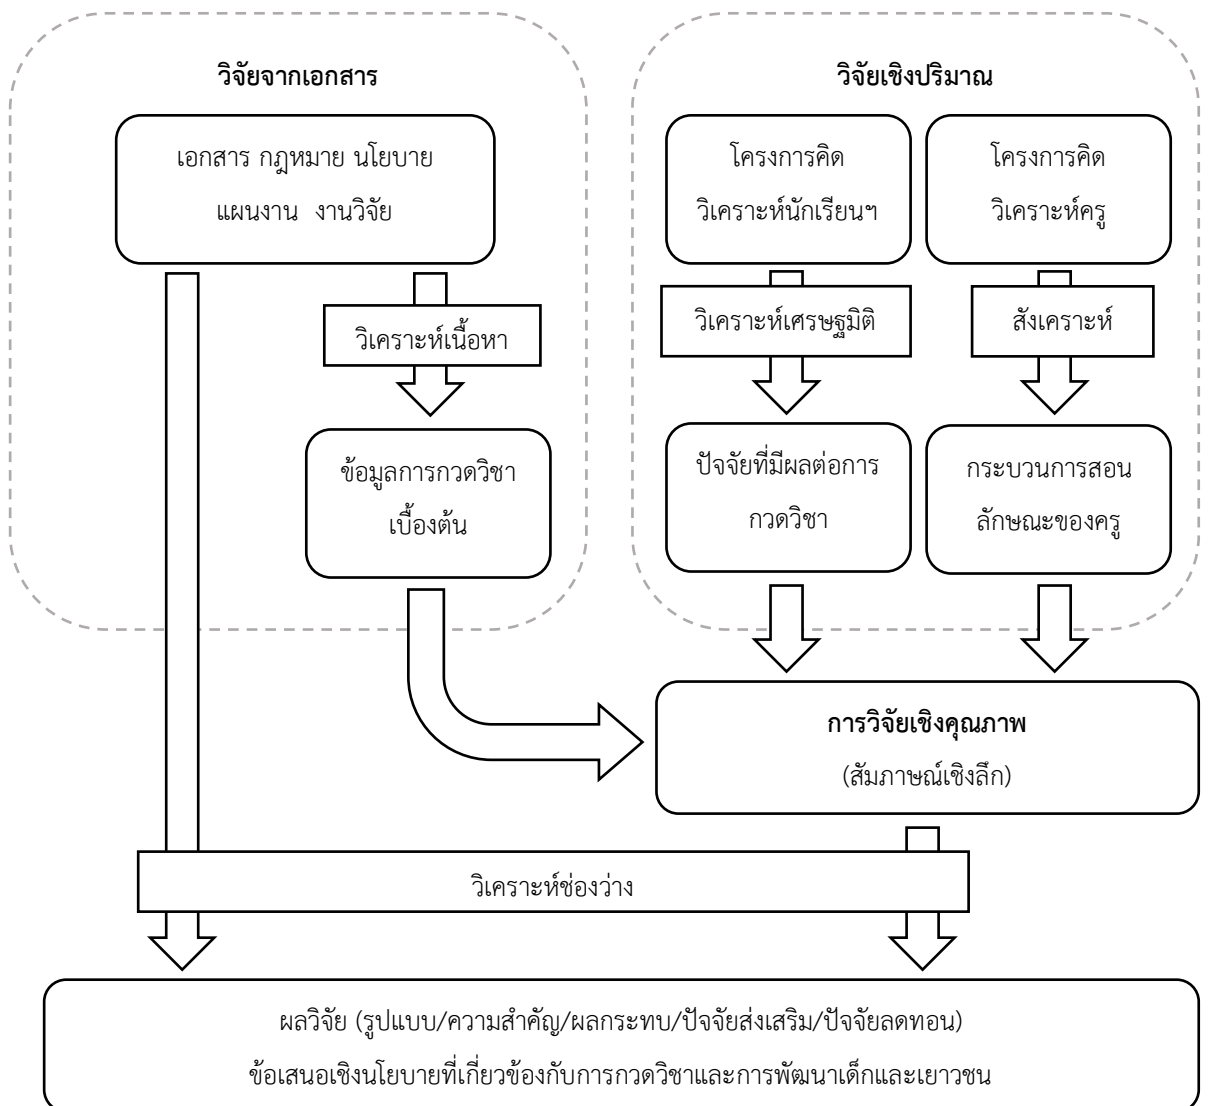 วิจัยจากเอกสาร
เอกสาร กฎหมาย นโยบาย
แผนงาน งานวิจัย
วิเคราะห์เนื้อหา
ข้อมูลการกวดวิชา
เบื้องต้น
วิจัยเชิงปริมาณ
โครงการคิด
วิเคราะห์นักเรียนฯ
โครงการคิด
วิเคราะห์ครู
วิเคราะห์เศรษฐมิติ
สังเคราะห์
ปัจจัยที่มีผลต่อการ
กวดวิชา
กระบวนการสอน
ลักษณะของครู
การวิจัยเชิงคุณภาพ
(สัมภาษณ์เชิงลึก)
วิเคราะห์ช่องว่าง
ผลวิจัย (รูปแบบ/ความสำคัญ/ผลกระทบ/ปัจจัยส่งเสริม/ปัจจัยลดทอน)
ข้อเสนอเชิงนโยบายที่เกี่ยวข้องกับการกวดวิชาและการพัฒนาเด็กและเยาวชน